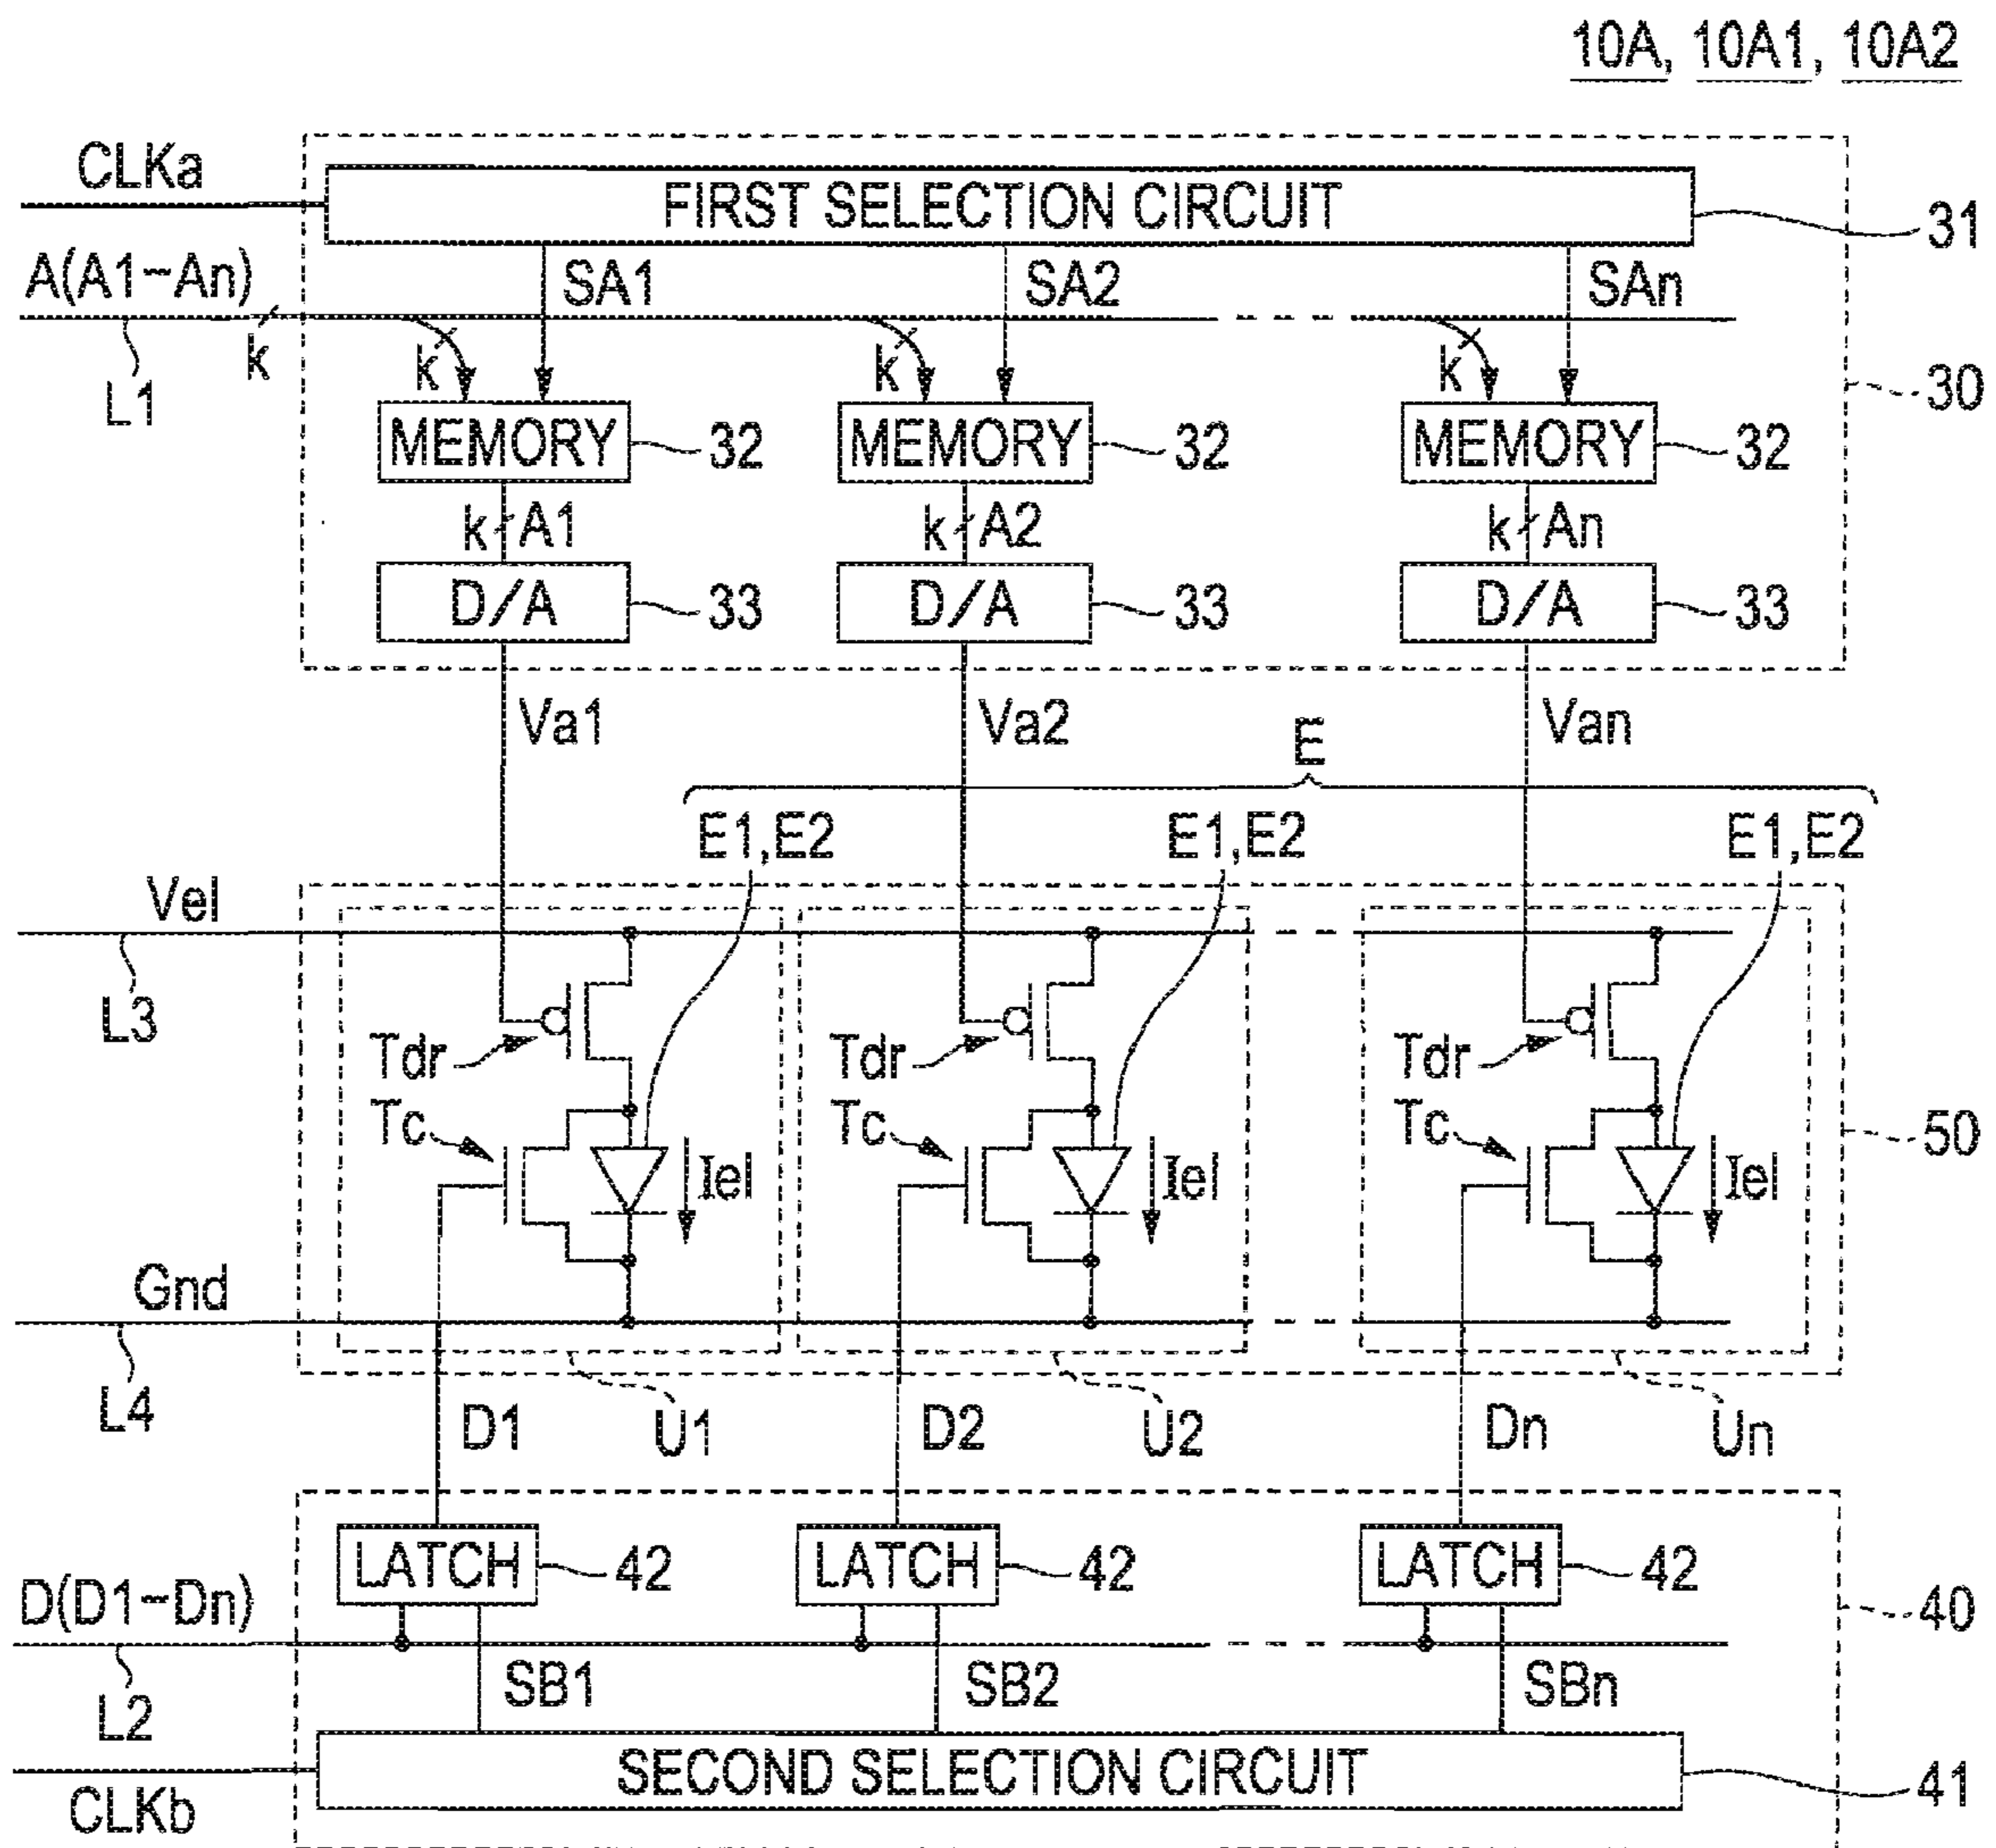 10A, 10A1, 10A2
CLKa
FIRST SELECTION CIRCUIT
31
A(A1~An)
SA1
SA2
SAn
k
k
k
k
L1
30
MEMORY
32
MEMORY
32
MEMORY
32
k
A1
k
A2
k
An
D/A
33
D/A
33
D/A
33
Va1
Va2
Van
E
E1,E2
E1,E2
E1,E2
Vel
L3
Tdr
Tdr
Tdr
Tc
Tc
Tc
50
Iel
Iel
Iel
Gnd
L4
D1
U1
D2
U2
Dn
Un
LATCH
42
LATCH
42
LATCH
42
D(D1~Dn)
40
L2
SB1
SB2
SBn
SECOND SELECTION CIRCUIT
41
CLKb